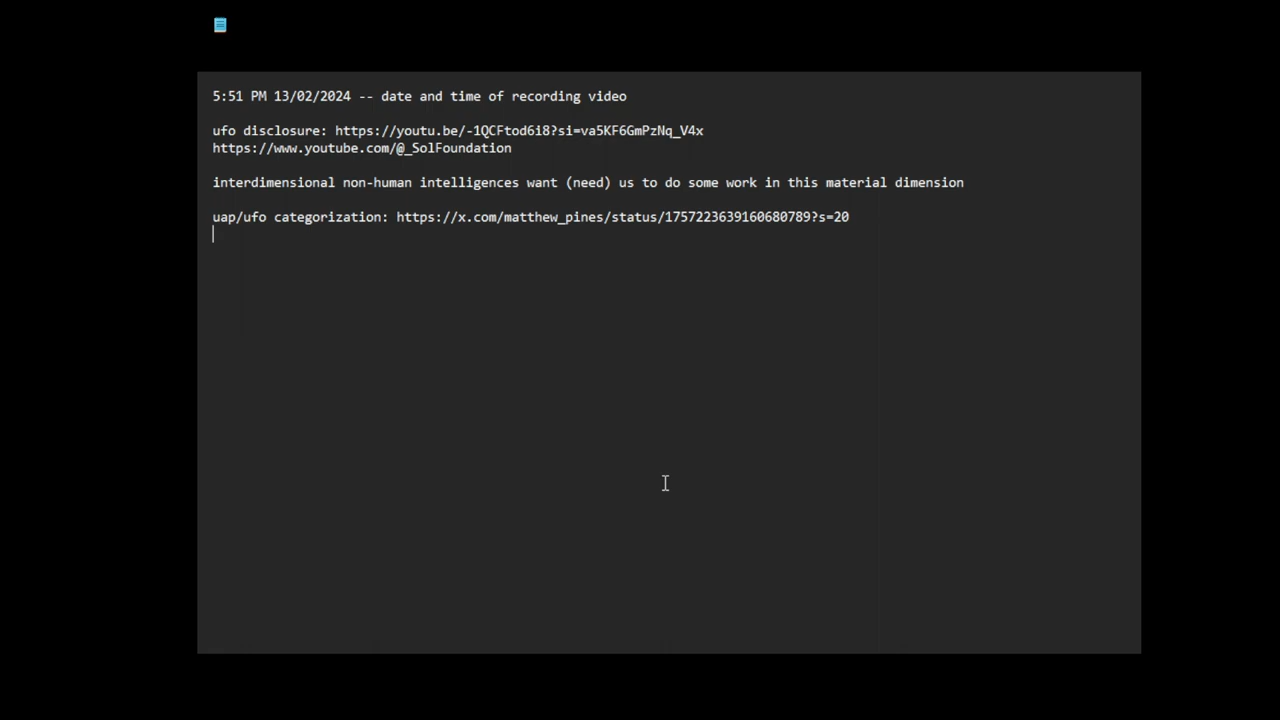 5:51 PM 13/02/2024 -- date and time of recording video
ufo disclosure: https://youtu.be/-1QCFtod6i8?si=va5KF6GmPzNq_V4x
https://www.youtube.com/@_SolFoundation
interdimensional non-human intelligences want (need) us to do some work in this material dimension
uap/ufo categorization: https://x.com/matthew_pines/status/1757223639160680789?s=20